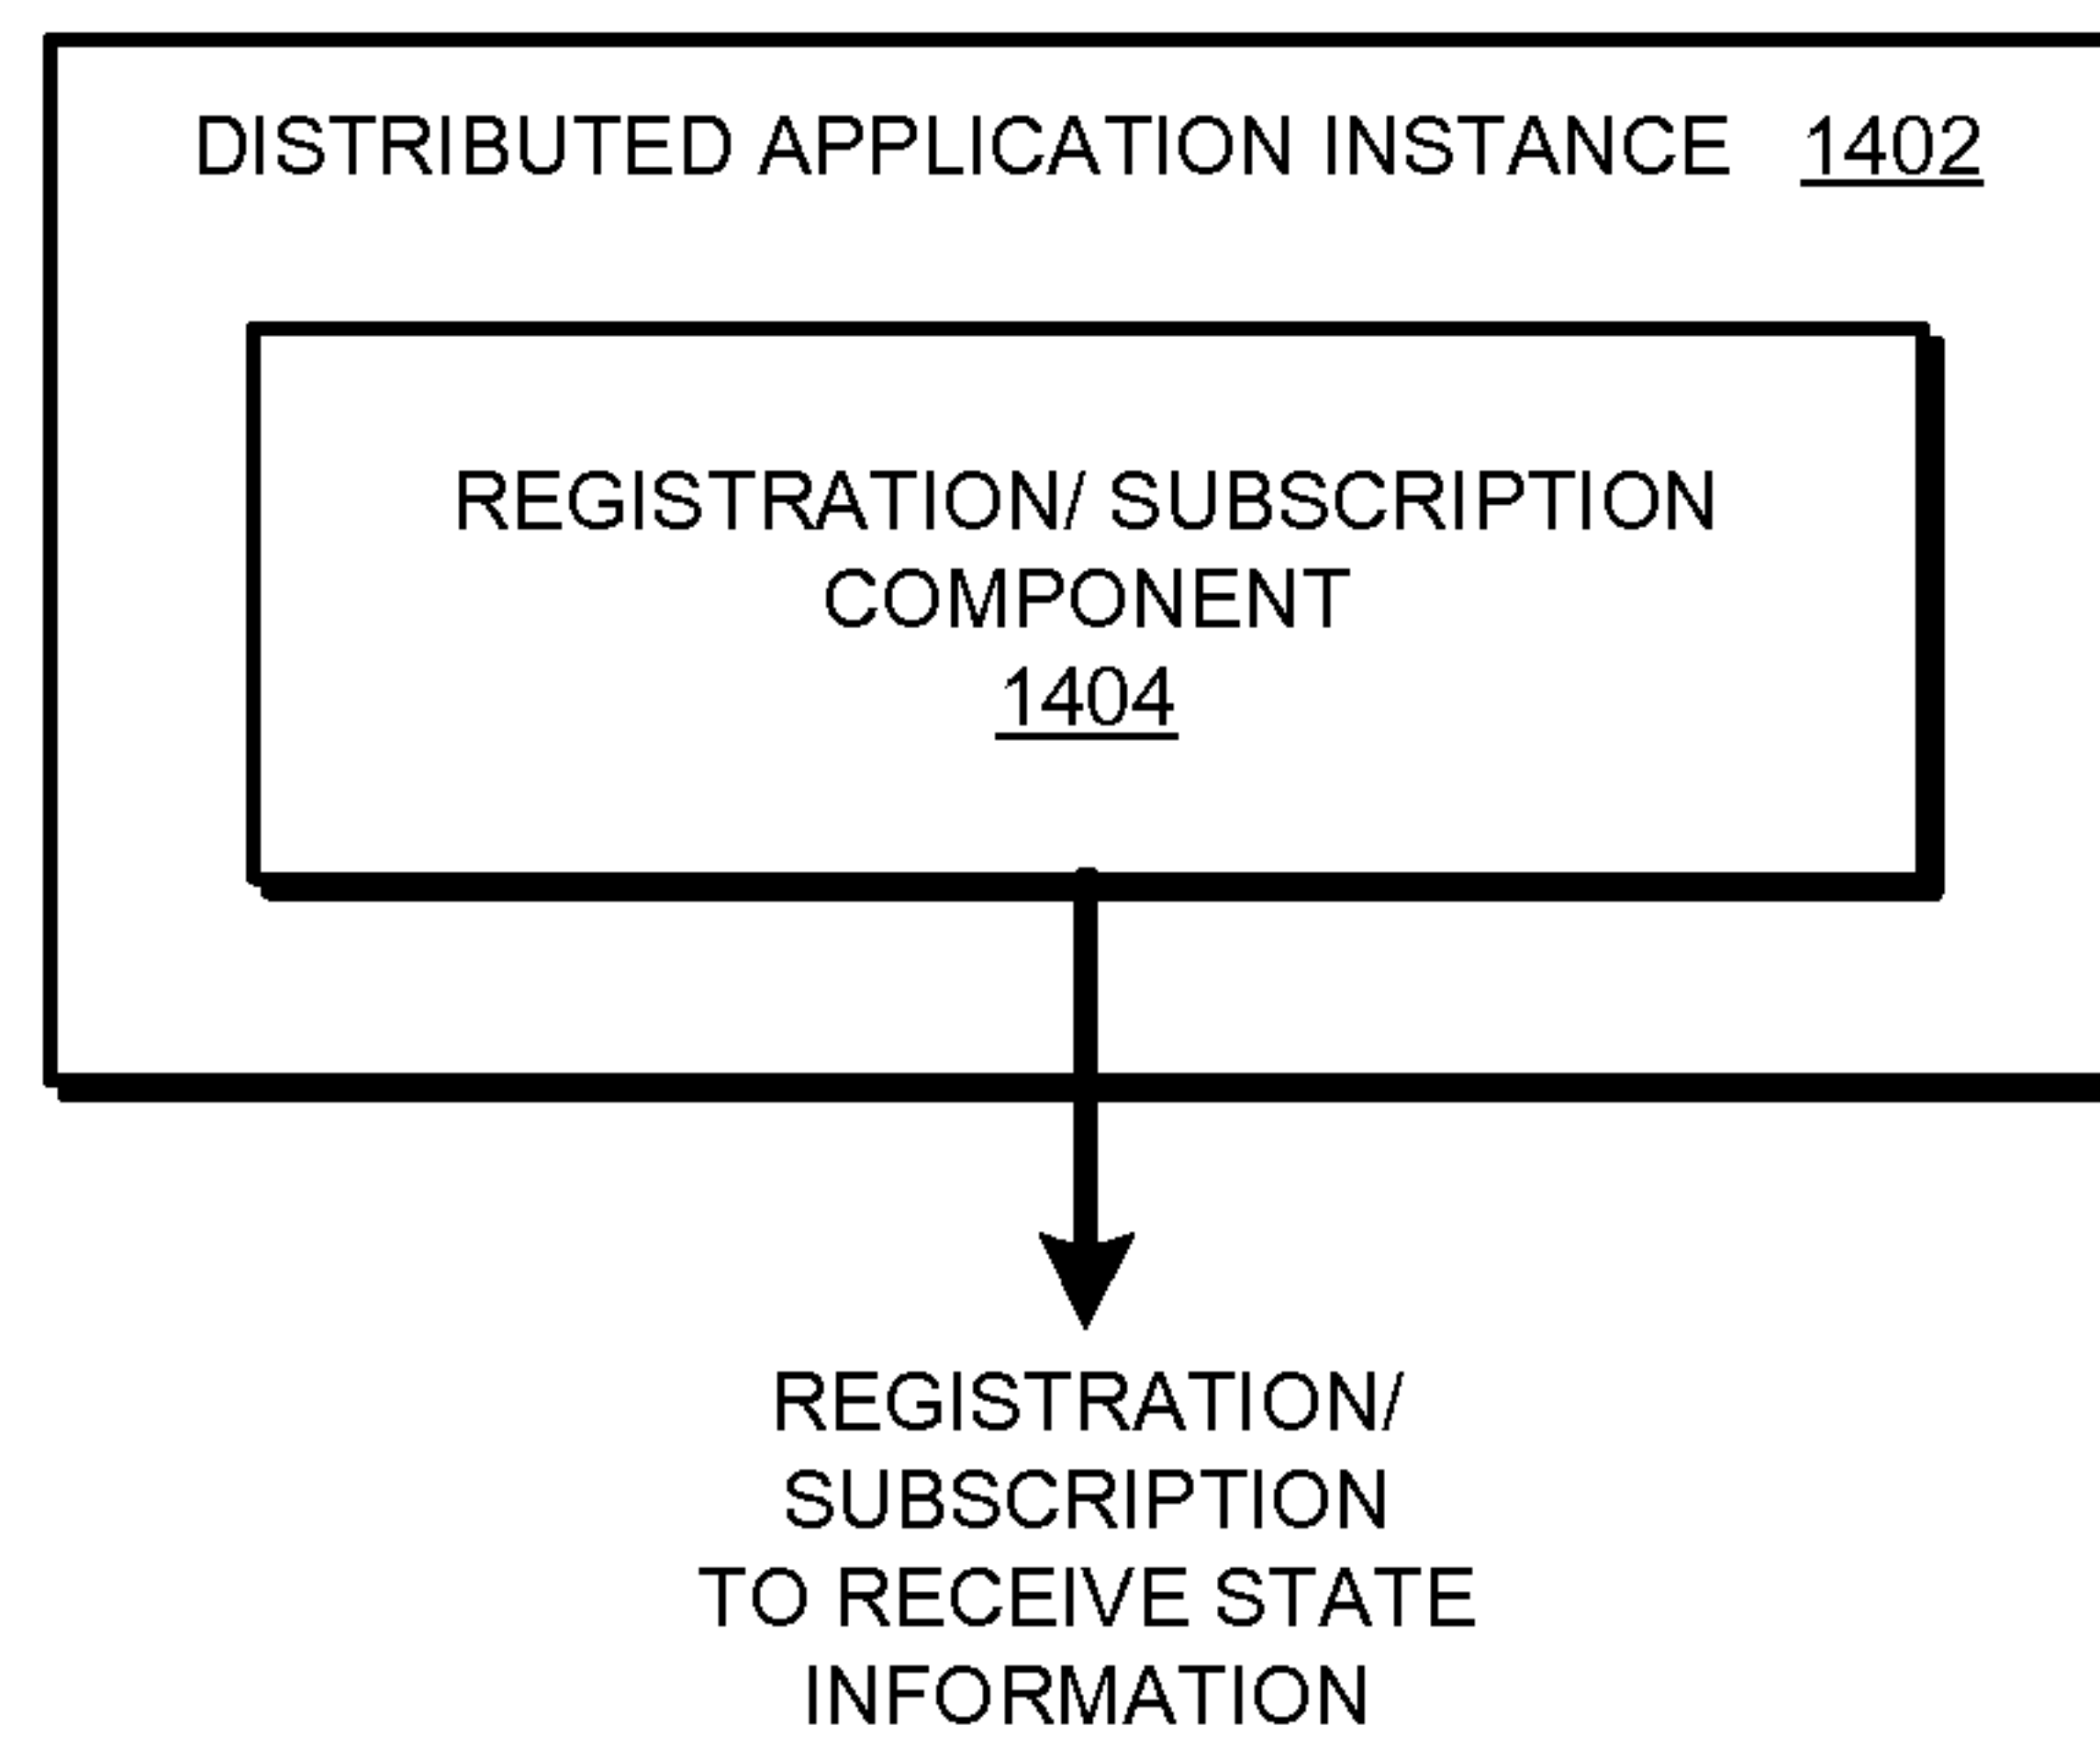 DISTRIBUTED APPLICATION INSTANCE 1402
REGISTRATION/ SUBSCRIPTION
COMPONENT
1404
REGISTRATION/
SUBSCRIPTION
TO RECEIVE STATE
INFORMATION